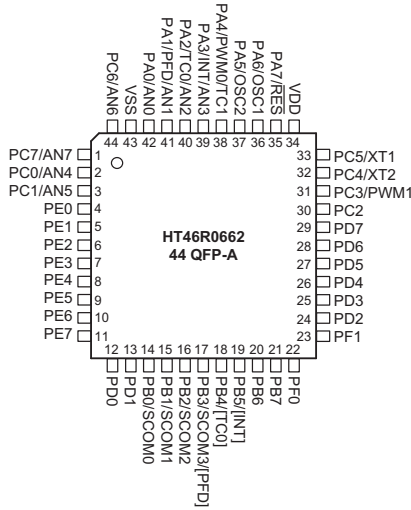 PC6/AN6
VSS
PA0/AN0
PA1/PFD/AN1
PA2/TC0/AN2
PA3/INT/AN3
PA4/PWM0/TC1
PA5/OSC2
PA6/OSC1
PA7/RES
VDD
44 43 42 41 40 39 38 37 36 35 34
PC7/AN7 1
PC0/AN4 2
PC1/AN5 3
PE0 4
PE1 5
PE2 6
PE3 7
PE4 8
PE5 9
PE6 10
PE7 11
HT46R0662
44 QFP-A
33 PC5/XT1
32 PC4/XT2
31 PC3/PWM1
30 PC2
29 PD7
28 PD6
27 PD5
26 PD4
25 PD3
24 PD2
23 PF1
12 13 14 15 16 17 18 19 20 21 22
PD0
PD1
PB0/SCOM0
PB1/SCOM1
PB2/SCOM2
PB3/SCOM3/[PFD]
PB4/[TC0]
PB5/[INT]
PB6
PB7
PF0